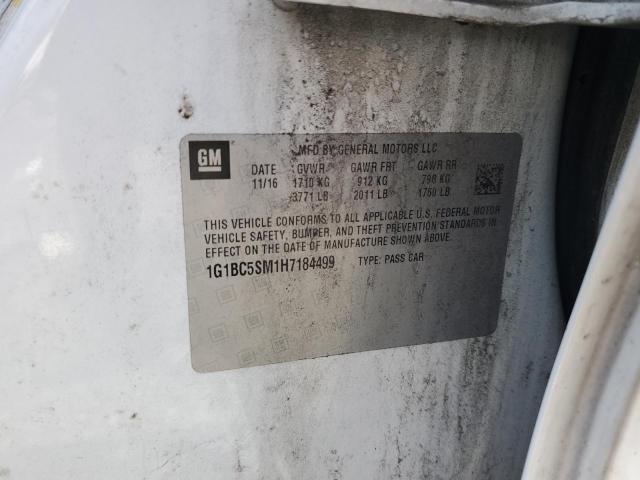 MFD BY GENERAL MOTORS LLC
GM
DATE GVWR GAWR FRT GAWR RR
11/16 1710 KG 912 KG 798 KG
3771 LB 2011 LB 1760 LB
THIS VEHICLE CONFORMS TO ALL APPLICABLE U.S. FEDERAL MOTOR
VEHICLE SAFETY, BUMPER, AND THEFT PREVENTION STANDARDS IN
EFFECT ON THE DATE OF MANUFACTURE SHOWN ABOVE.
1G1BC5SM1H7184499 TYPE: PASS CAR